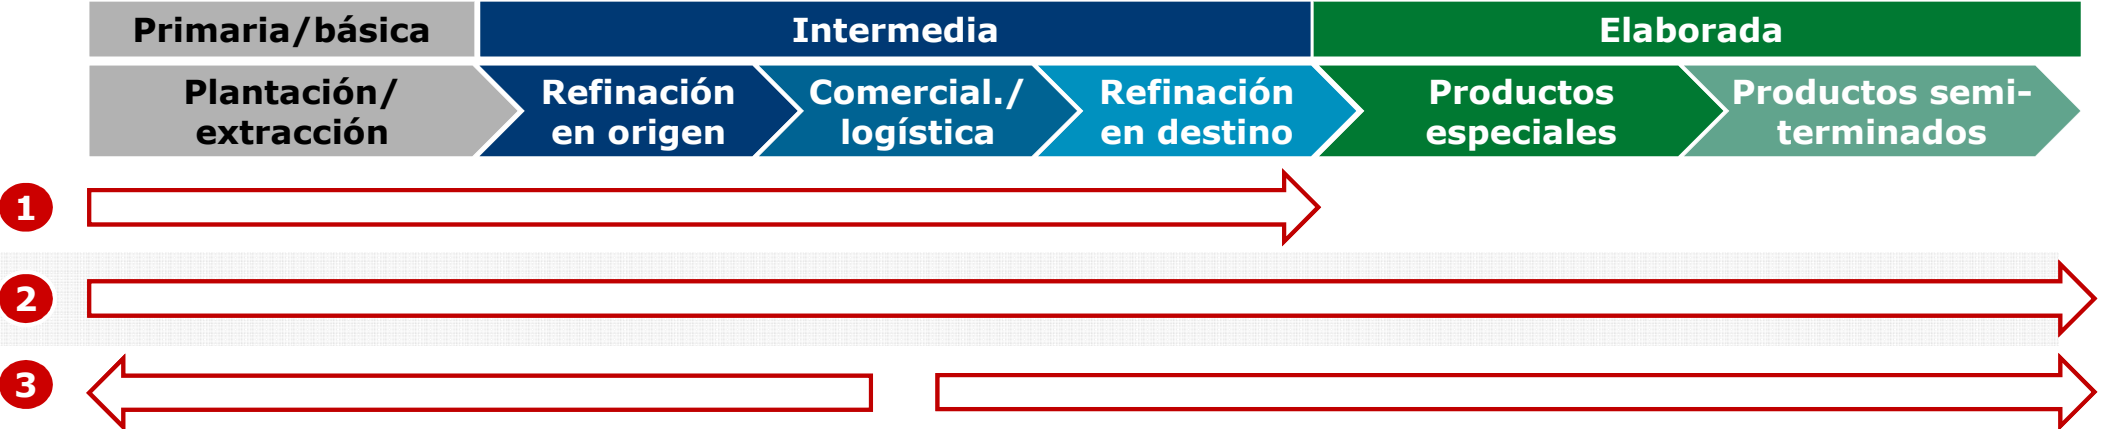 Primaria/básica
Intermedia
Elaborada
Plantación/
extracción
Refinación
en origen
Comercial./
logística
Refinación
en destino
Productos
especiales
Productos semi-
terminados
1
2
3